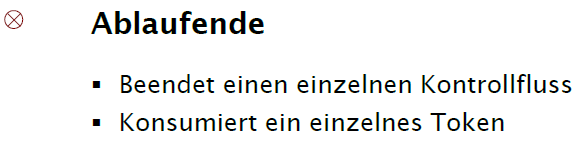 Ablaufende
▪ Beendet einen einzelnen Kontrollfluss
▪ Konsumiert ein einzelnes Token